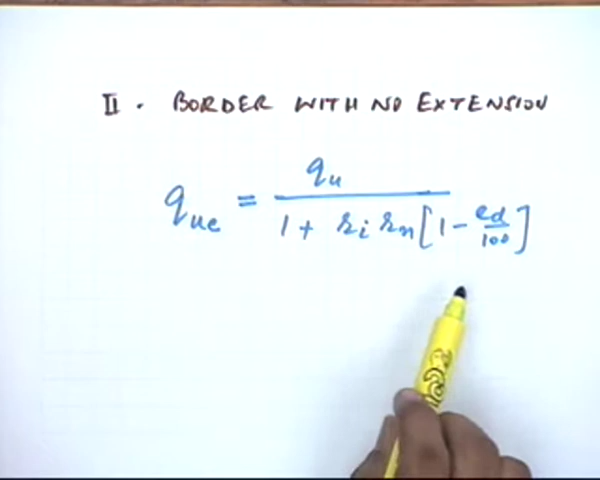 II. BORDER WITH NO EXTENSION
q_ue = q_u / (1 + r_i r_n [1 - e_d/100])